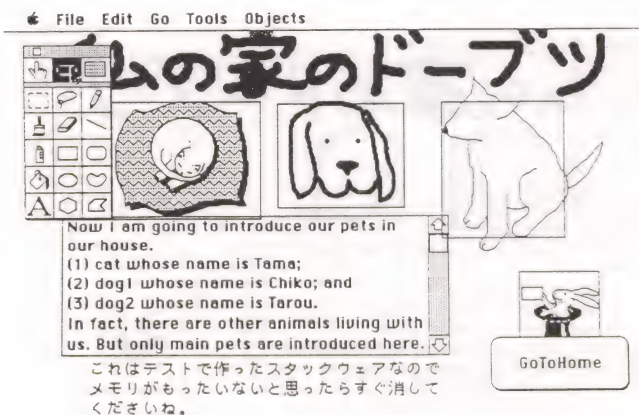 File Edit Go Tools Objects
私の家のドーブツ
Now I am going to introduce our pets in
our house.
(1) cat whose name is Tama;
(2) dog1 whose name is Chiko; and
(3) dog2 whose name is Tarou.
In fact, there are other animals living with
us. But only main pets are introduced here.
GoToHome
これはテストで作ったスタックウェアなので
メモリがもったいないと思ったらすぐ消して
くださいね。